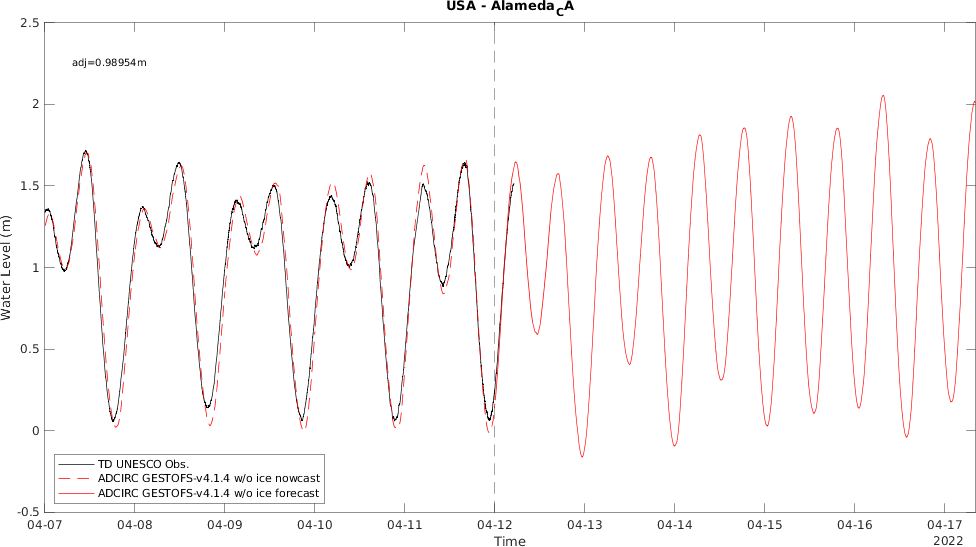 USA - Alameda_CA
2.5
adj=0.98954m
2
1.5
1
0.5
0
-0.5
Water Level (m)
TD UNESCO Obs.
ADCIRC GESTOFS-v4.1.4 w/o ice nowcast
ADCIRC GESTOFS-v4.1.4 w/o ice forecast
04-07 04-08 04-09 04-10 04-11 04-12 04-13 04-14 04-15 04-16 04-17
Time 2022